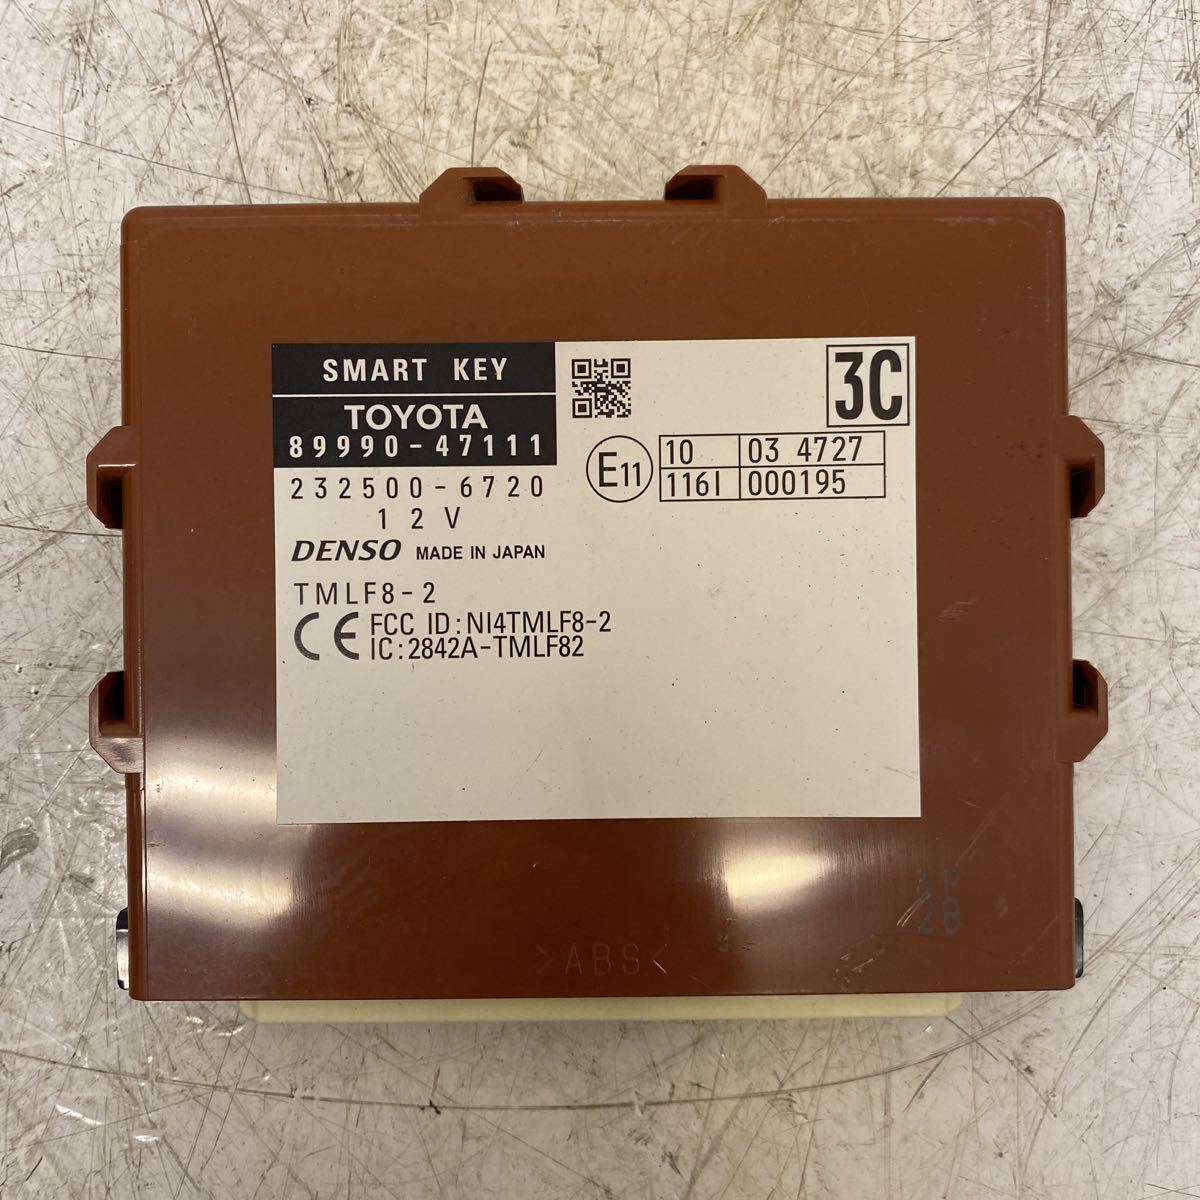 SMART KEY
TOYOTA
89990-47111
232500-6720
12V
DENSO MADE IN JAPAN
TMLF8-2
CE FCC ID: NI4TMLF8-2
IC: 2842A-TMLF82
3C
E11
10 03 4727
116I 000195
>ABS<